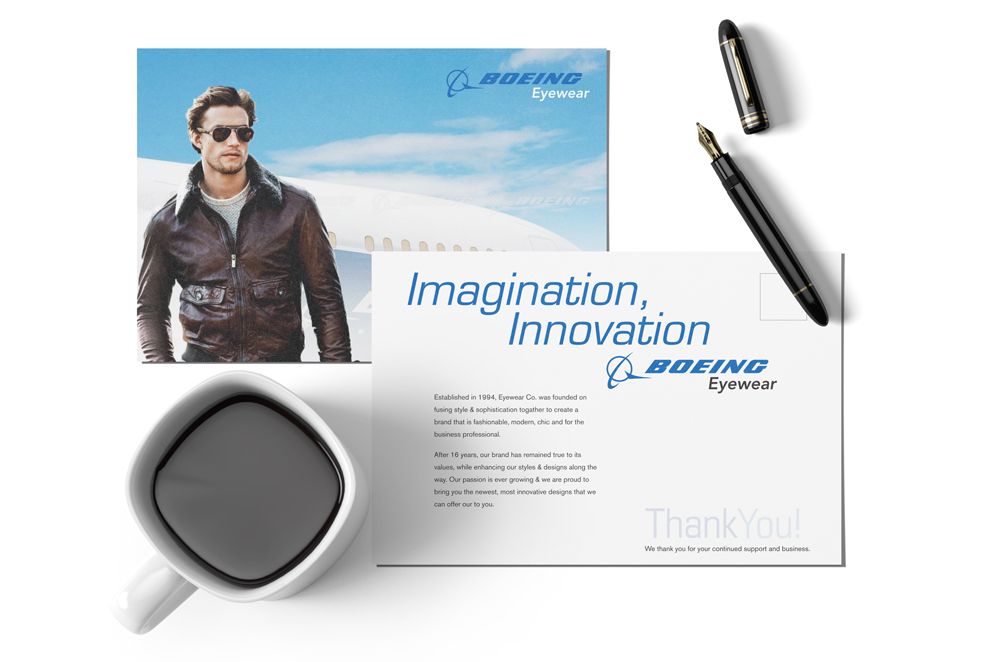 BOEING
Eyewear
BOEING
Imagination,
Innovation
BOEING
Eyewear
Established in 1994, Eyewear Co. was founded on
fusing style & sophistication togather to create a
brand that is fashionable, modern, chic and for the
business professional.
After 16 years, our brand has remained true to its
values, while enhancing our styles & designs along the
way. Our passion is ever growing & we are proud to
bring you the newest, most innovative designs that we
can offer our to you.
ThankYou!
We thank you for your continued support and business.